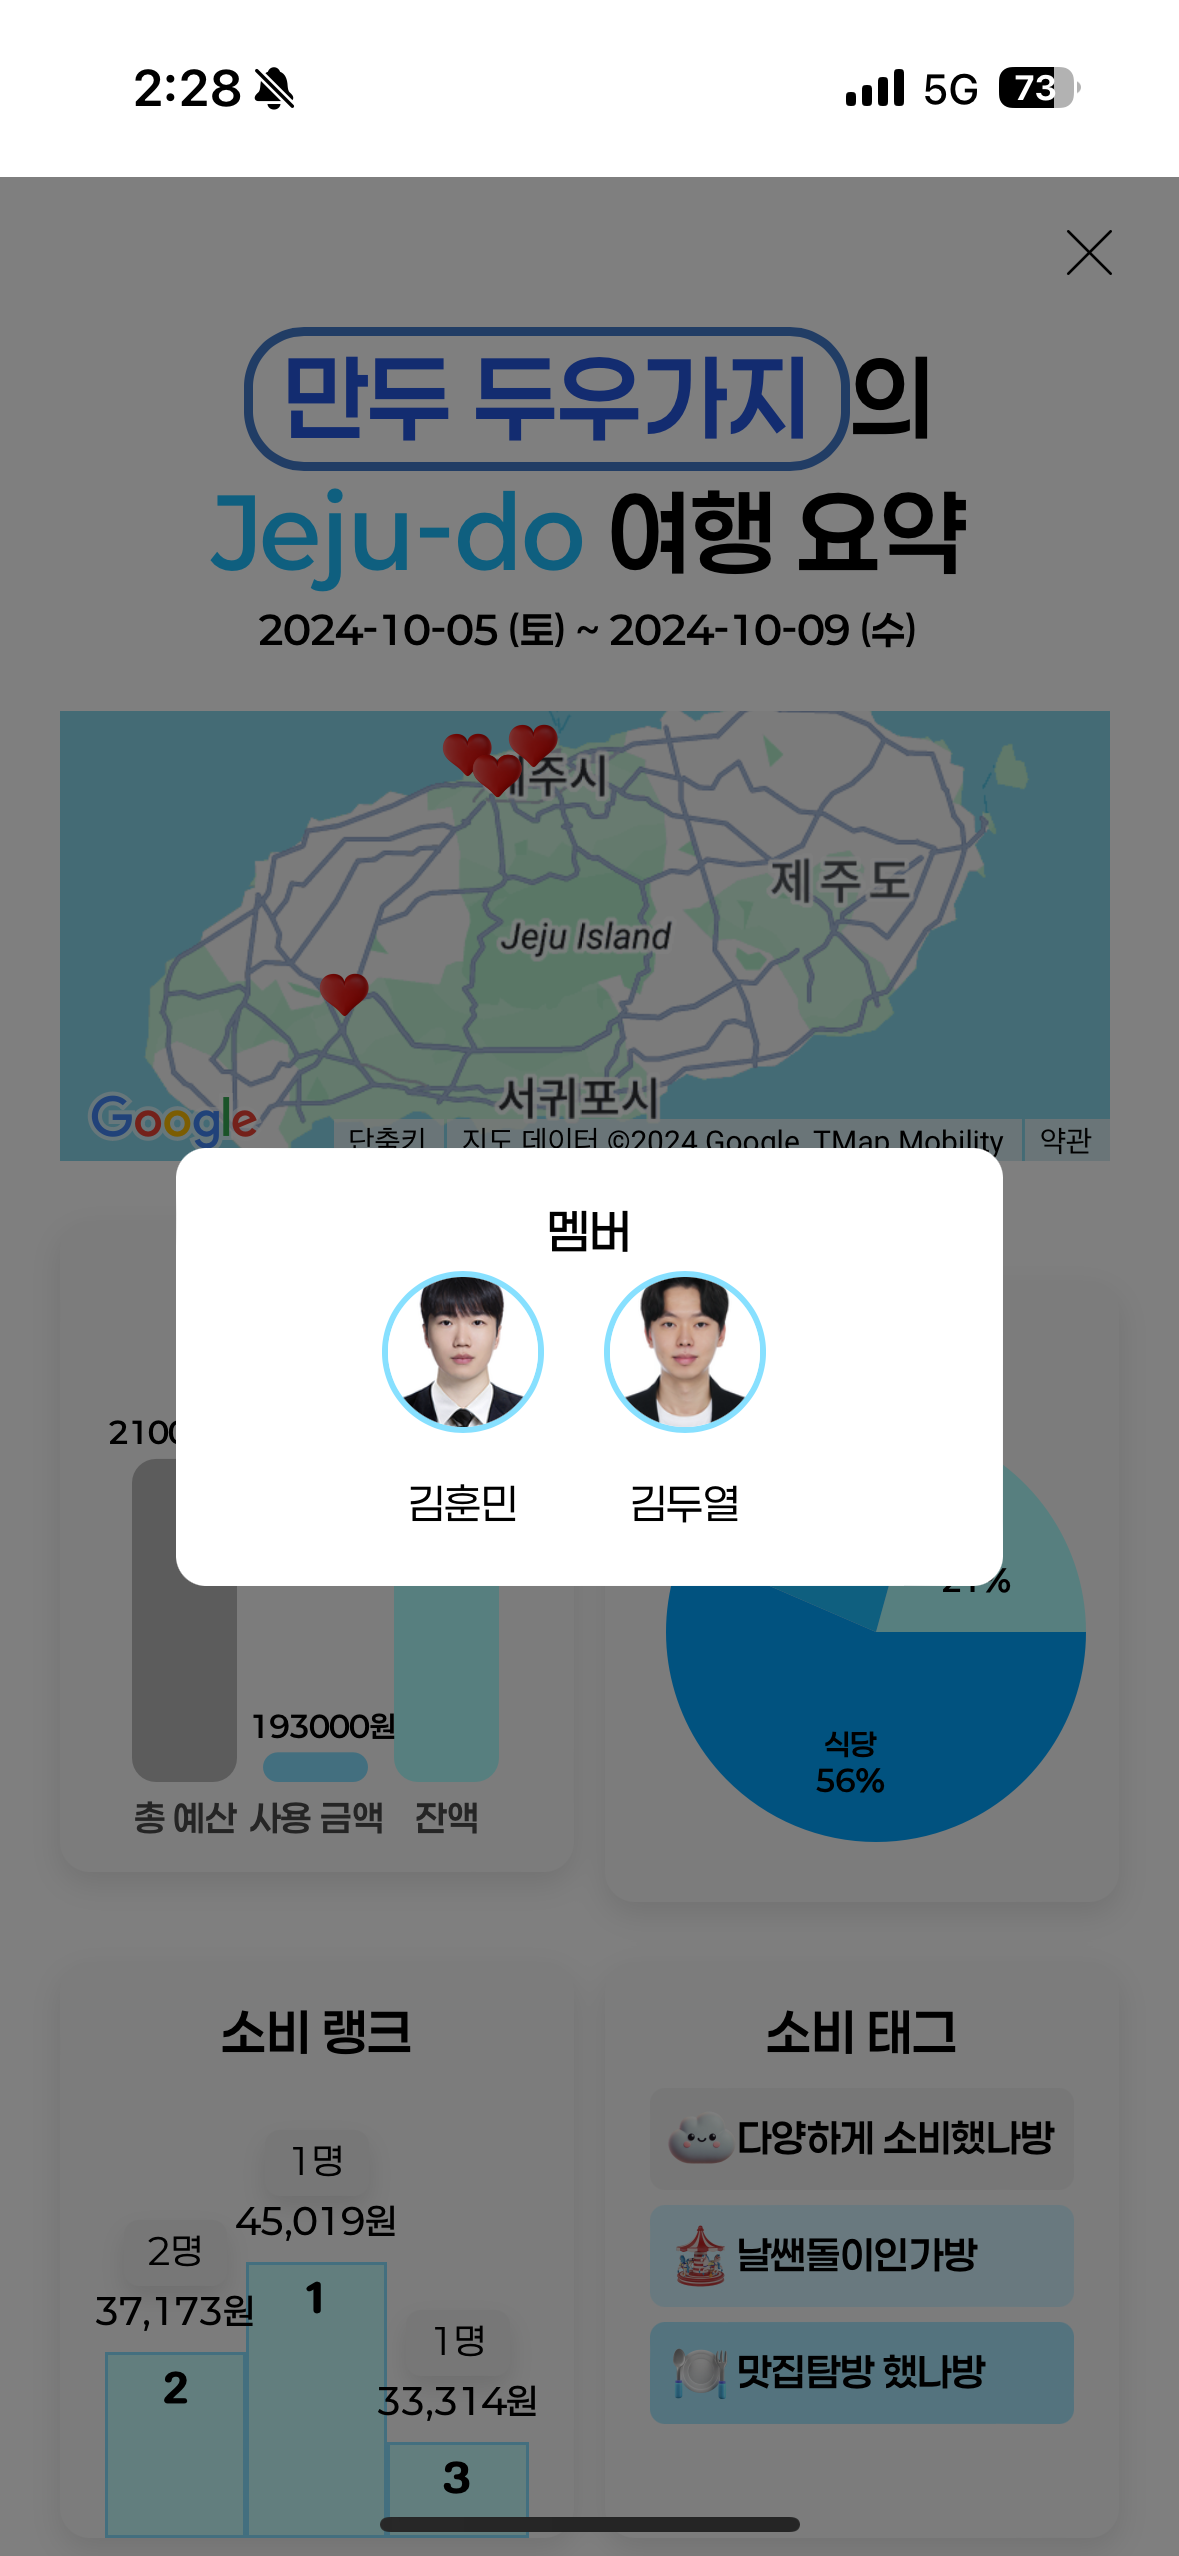 2:28
5G
73
만두 두우가지의
Jeju-do 여행 요약
2024-10-05 (토) ~ 2024-10-09 (수)
제주시
제주도
Jeju Island
서귀포시
Google
단축키
지도 데이터 ©2024 Google, TMap Mobility
약관
멤버
김훈민
김두열
193000원
총 예산
사용 금액
잔액
21%
식당
56%
소비 랭크
1명
45,019원
2명
37,173원
1명
33,314원
1
2
3
소비 태그
다양하게 소비했나방
날쌘돌이인가방
맛집탐방 했나방